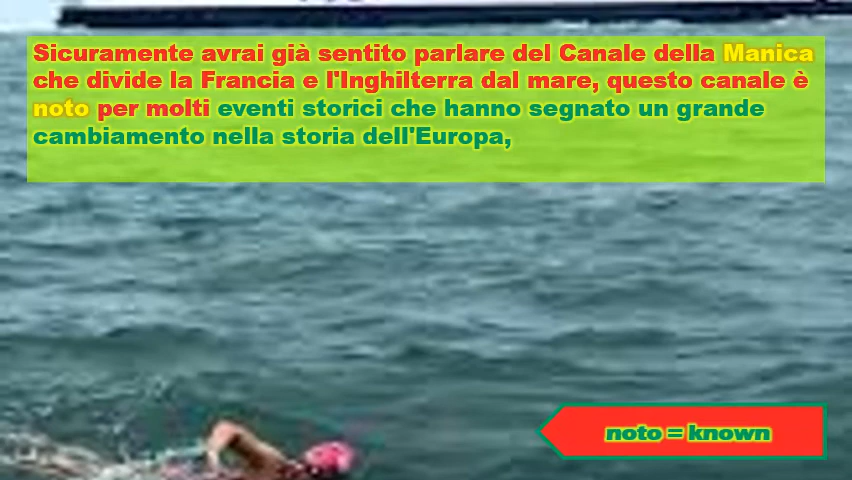 Sicuramente avrai già sentito parlare del Canale della Manica
che divide la Francia e l'Inghilterra dal mare, questo canale è
noto per molti eventi storici che hanno segnato un grande
cambiamento nella storia dell'Europa,
noto = known